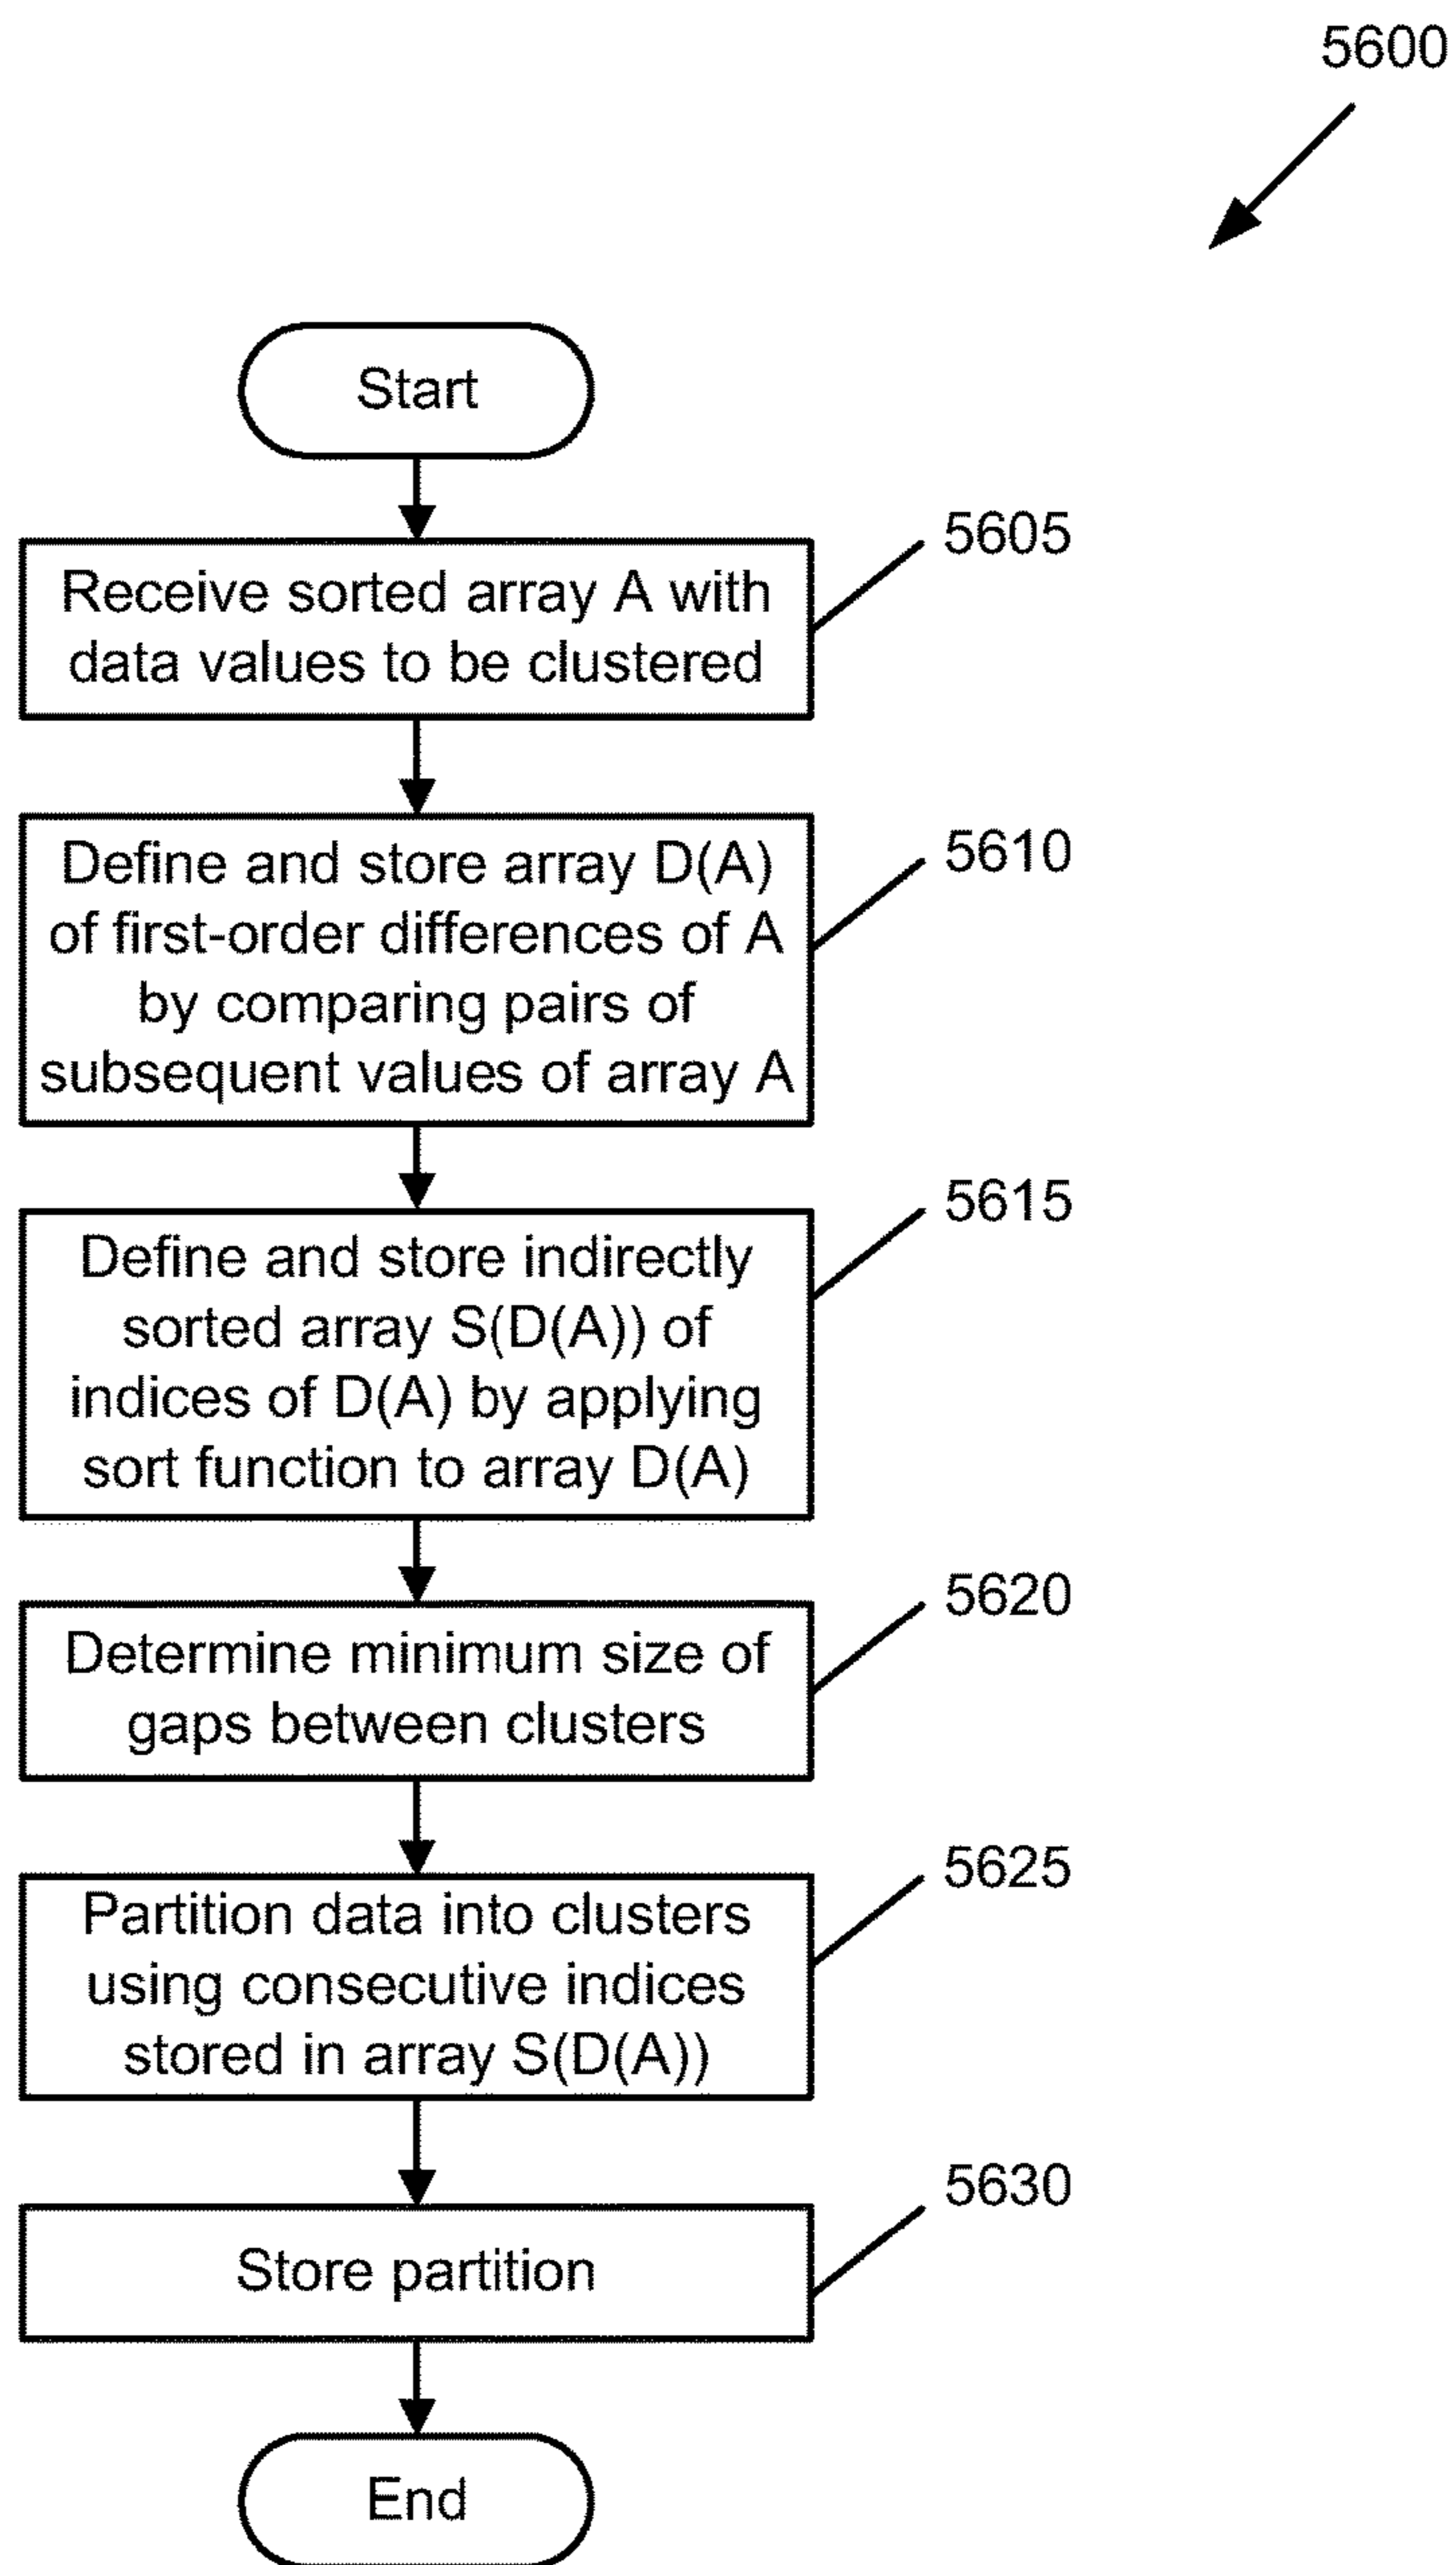 5600
Start
5605
Receive sorted array A with
data values to be clustered
5610
Define and store array D(A)
of first-order differences of A
by comparing pairs of
subsequent values of array A
5615
Define and store indirectly
sorted array S(D(A)) of
indices of D(A) by applying
sort function to array D(A)
5620
Determine minimum size of
gaps between clusters
5625
Partition data into clusters
using consecutive indices
stored in array S(D(A))
5630
Store partition
End